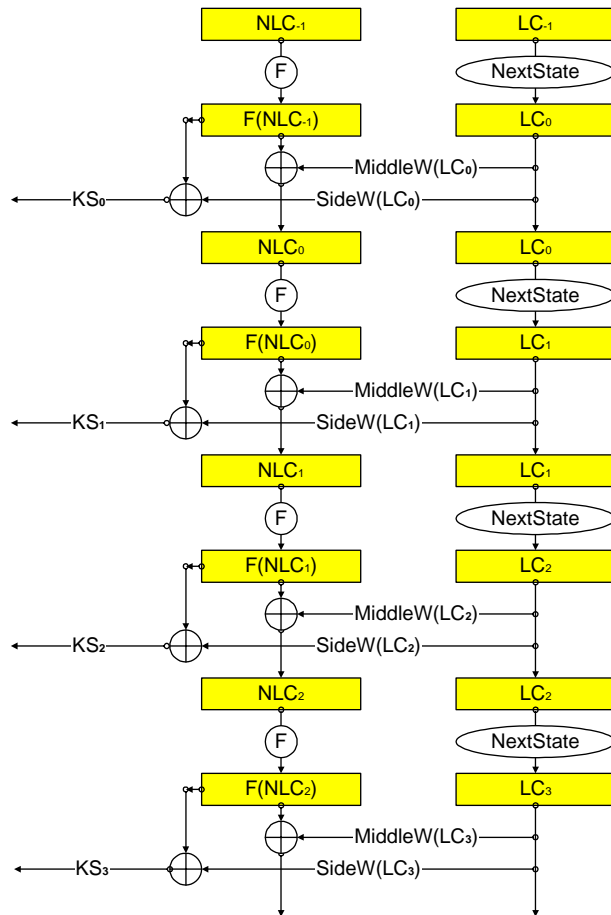 NLC₋₁ LC₋₁
F NextState
F(NLC₋₁) LC₀
MiddleW(LC₀)
KS₀ SideW(LC₀)
NLC₀ LC₀
F NextState
F(NLC₀) LC₁
MiddleW(LC₁)
KS₁ SideW(LC₁)
NLC₁ LC₁
F NextState
F(NLC₁) LC₂
MiddleW(LC₂)
KS₂ SideW(LC₂)
NLC₂ LC₂
F NextState
F(NLC₂) LC₃
MiddleW(LC₃)
KS₃ SideW(LC₃)